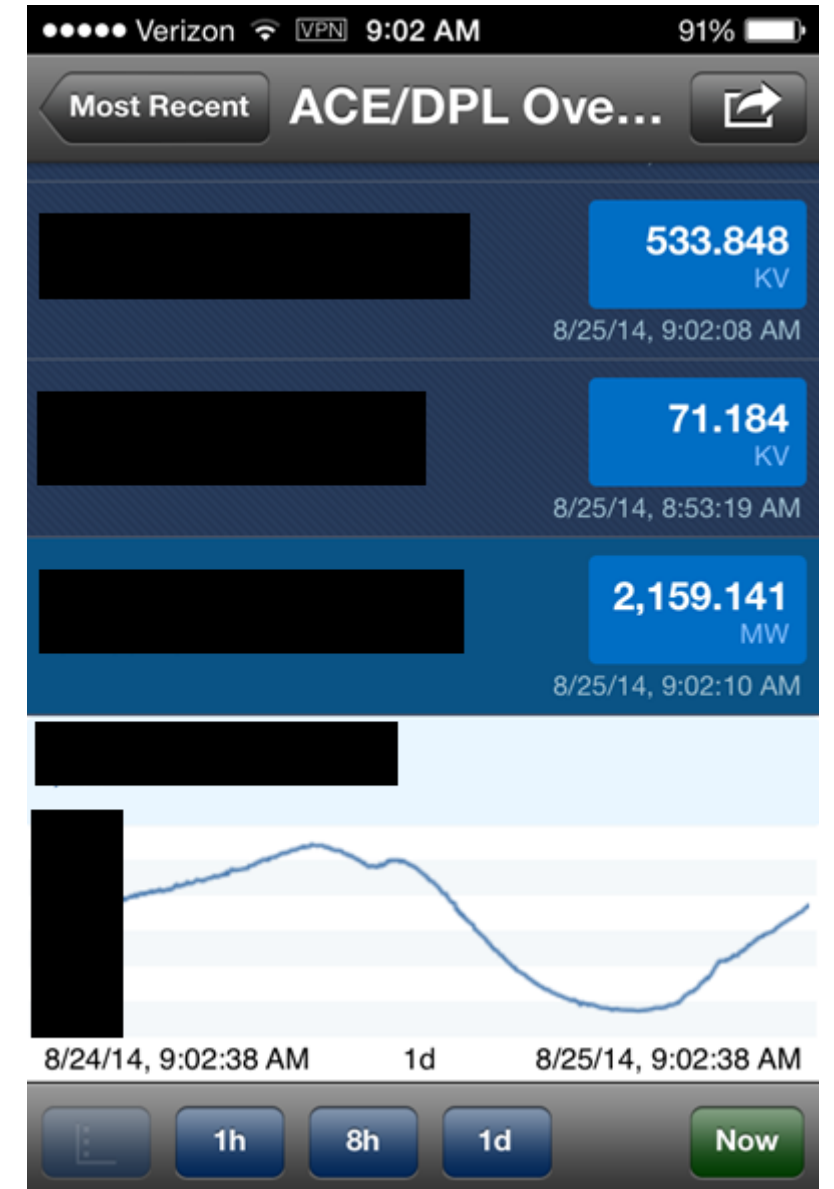 ●●●●● Verizon VPN 9:02 AM 91%
Most Recent ACE/DPL Ove...
533.848
KV
8/25/14, 9:02:08 AM
71.184
KV
8/25/14, 8:53:19 AM
2,159.141
MW
8/25/14, 9:02:10 AM
8/24/14, 9:02:38 AM 1d 8/25/14, 9:02:38 AM
1h 8h 1d Now